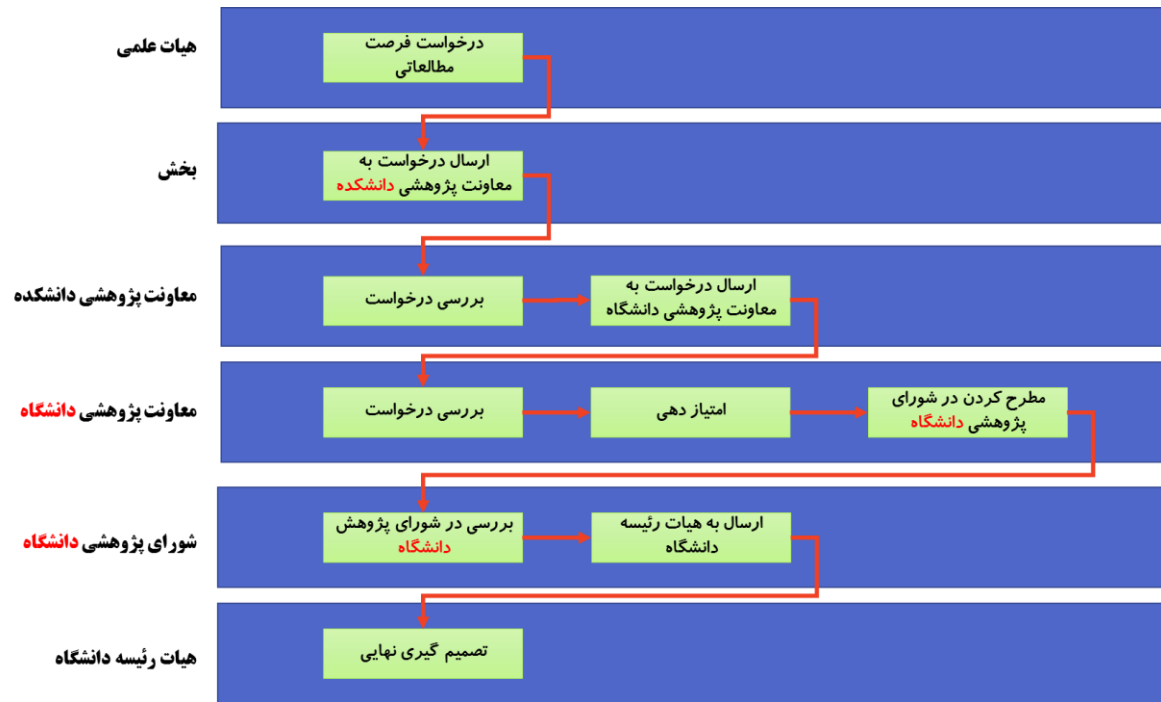 هیات علمی
درخواست فرصت
مطالعاتی
بخش
ارسال درخواست به
معاونت پژوهشی دانشکده
معاونت پژوهشی دانشکده
بررسی درخواست
ارسال درخواست به
معاونت پژوهشی دانشگاه
معاونت پژوهشی دانشگاه
بررسی درخواست
امتیاز دهی
مطرح کردن در شورای
پژوهشی دانشگاه
شورای پژوهشی دانشگاه
بررسی در شورای پژوهش
دانشگاه
ارسال به هیات رئیسه
دانشگاه
هیات رئیسه دانشگاه
تصمیم گیری نهایی